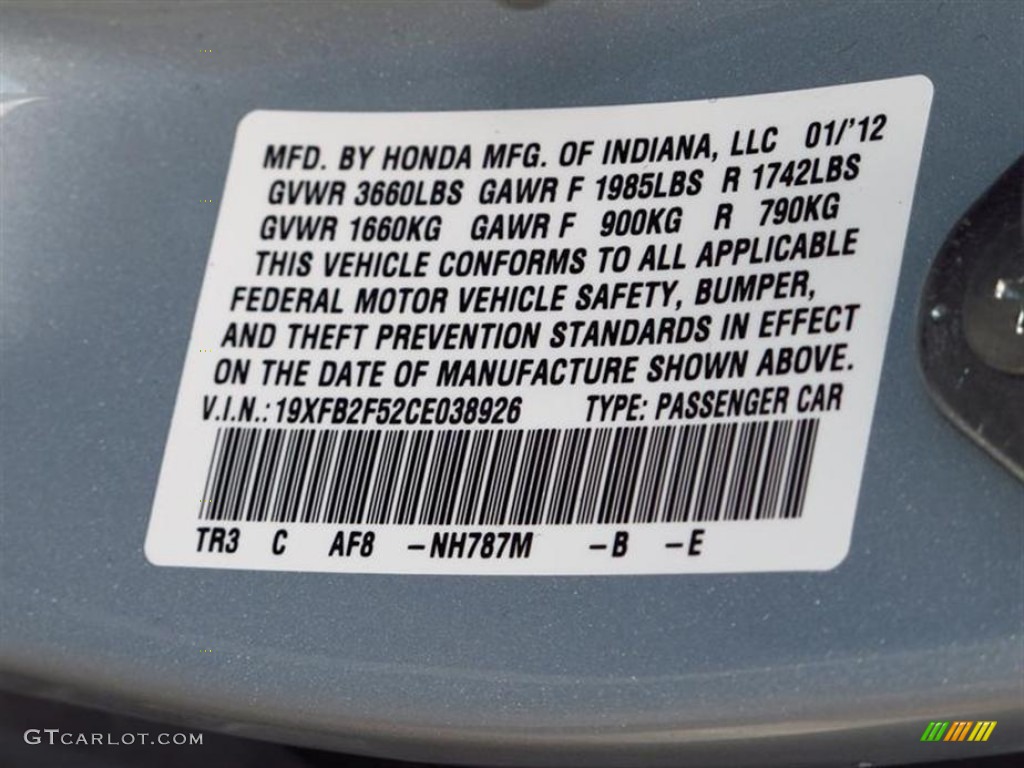 MFD. BY HONDA MFG. OF INDIANA, LLC 01/'12
GVWR 3660LBS GAWR F 1985LBS R 1742LBS
GVWR 1660KG GAWR F 900KG R 790KG
THIS VEHICLE CONFORMS TO ALL APPLICABLE
FEDERAL MOTOR VEHICLE SAFETY, BUMPER,
AND THEFT PREVENTION STANDARDS IN EFFECT
ON THE DATE OF MANUFACTURE SHOWN ABOVE.
V.I.N.: 19XFB2F52CE038926 TYPE: PASSENGER CAR
TR3 C AF8 -NH787M -B -E
GTCARLOT.COM